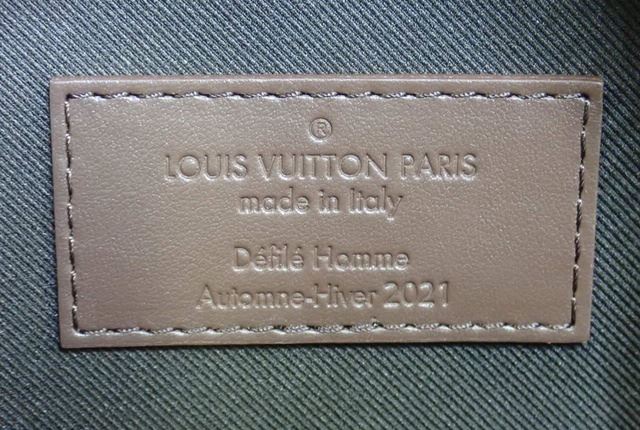 ®
LOUIS VUITTON PARIS
made in Italy
Défilé Homme
Automne-Hiver 2021